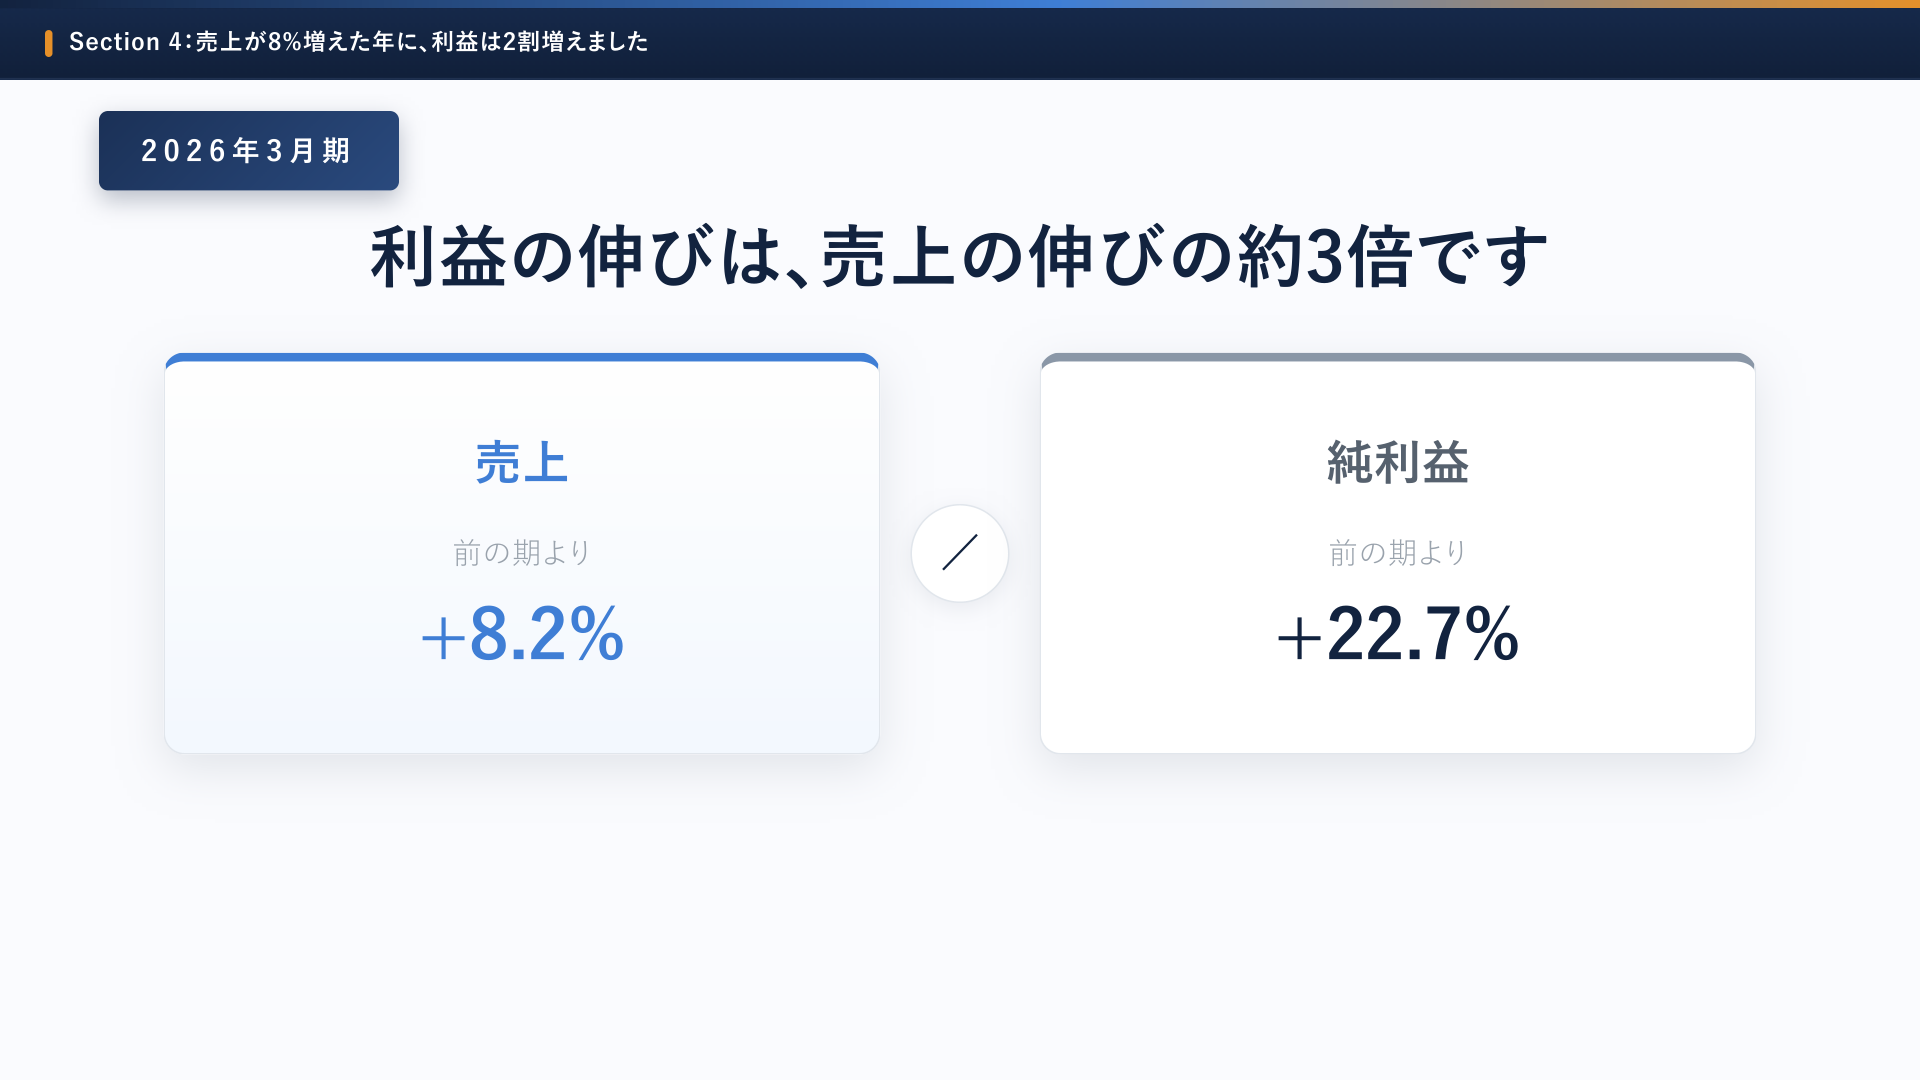 Section 4：売上が8%増えた年に、利益は2割増えました
2026年3月期
利益の伸びは、売上の伸びの約3倍です
売上
前の期より
＋8.2%
／
純利益
前の期より
＋22.7%